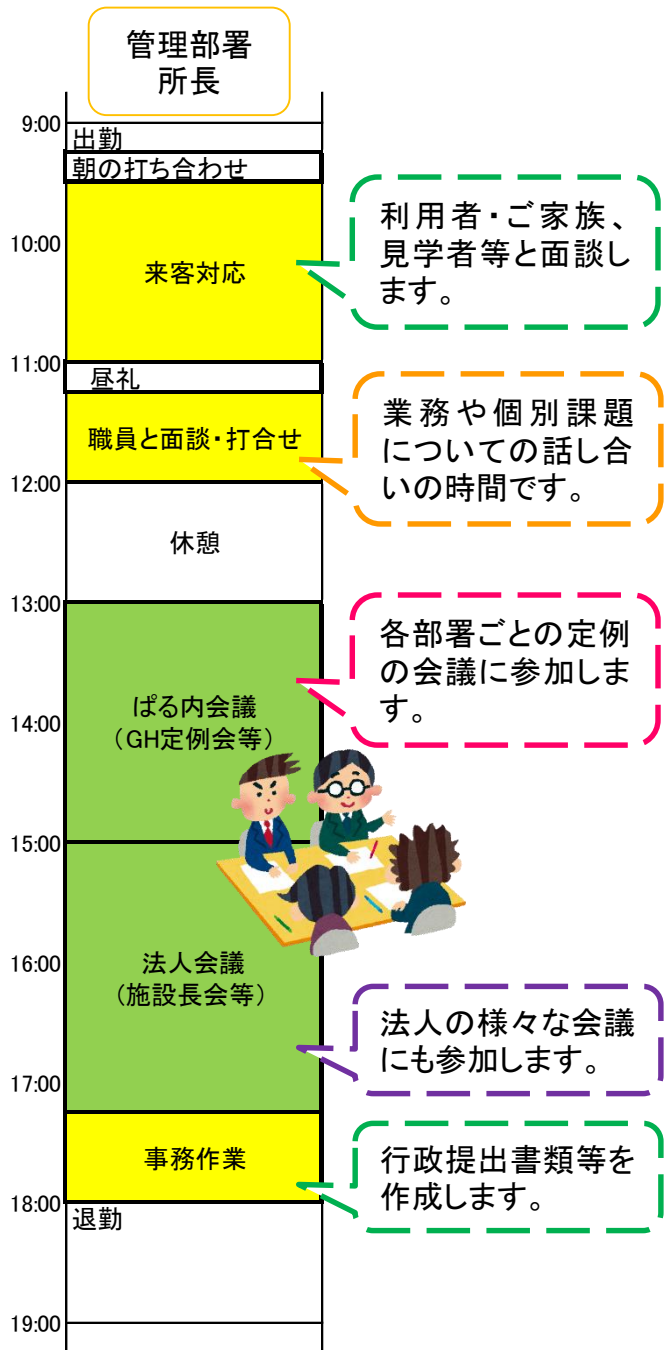 管理部署
所長
9:00
出勤
朝の打ち合わせ
利用者・ご家族、
見学者等と面談し
ます。
10:00
来客対応
11:00
昼礼
業務や個別課題
についての話し合
いの時間です。
職員と面談・打合せ
12:00
休憩
13:00
各部署ごとの定例
の会議に参加しま
す。
ぱる内会議
14:00
（GH定例会等）
15:00
法人会議
16:00
（施設長会等）
法人の様々な会議
にも参加します。
17:00
事務作業
行政提出書類等を
作成します。
18:00
退勤
19:00